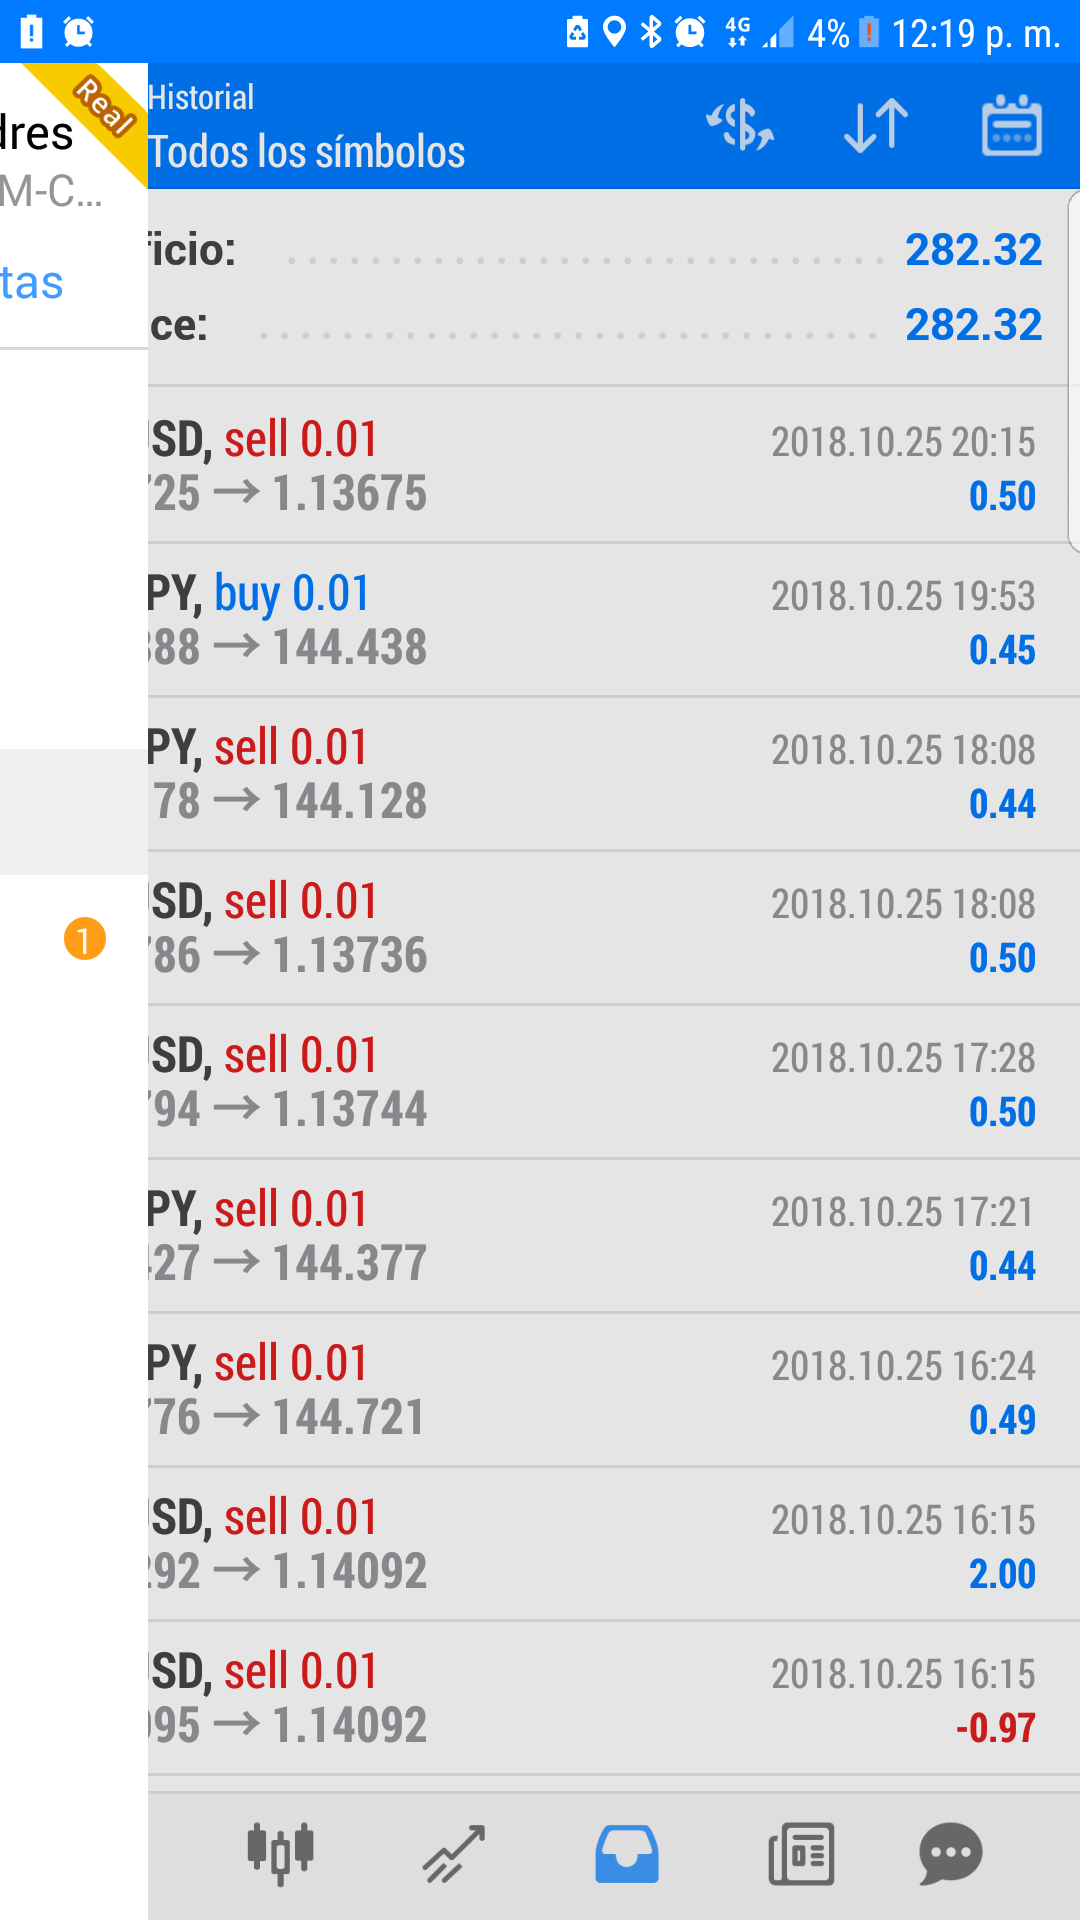 4G 4% 12:19 p. m.
Real
Historial
dres
Todos los símbolos
M-C...
ficio: 282.32
tas
ce: 282.32
SD, sell 0.01 2018.10.25 20:15
725 → 1.13675 0.50
PY, buy 0.01 2018.10.25 19:53
388 → 144.438 0.45
PY, sell 0.01 2018.10.25 18:08
178 → 144.128 0.44
SD, sell 0.01 2018.10.25 18:08
786 → 1.13736 0.50
1
SD, sell 0.01 2018.10.25 17:28
794 → 1.13744 0.50
PY, sell 0.01 2018.10.25 17:21
427 → 144.377 0.44
PY, sell 0.01 2018.10.25 16:24
776 → 144.721 0.49
SD, sell 0.01 2018.10.25 16:15
292 → 1.14092 2.00
SD, sell 0.01 2018.10.25 16:15
995 → 1.14092 -0.97